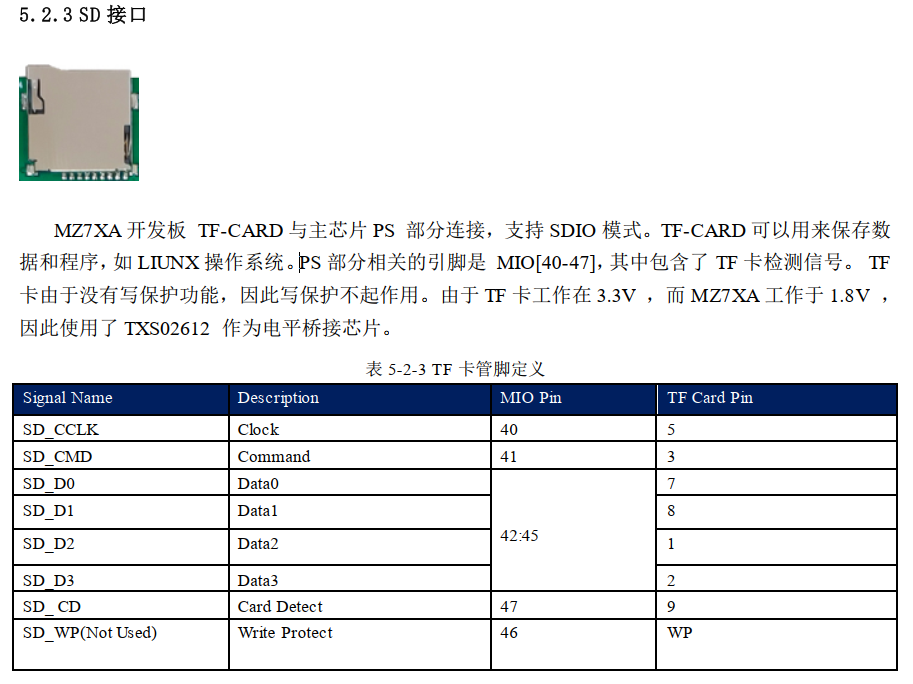 5.2.3 SD 接口
MZ7XA 开发板 TF-CARD 与主芯片 PS 部分连接，支持 SDIO 模式。TF-CARD 可以用来保存数
据和程序，如 LIUNX 操作系统。PS 部分相关的引脚是 MIO[40-47]，其中包含了 TF 卡检测信号。 TF
卡由于没有写保护功能，因此写保护不起作用。由于 TF 卡工作在 3.3V ，而 MZ7XA 工作于 1.8V ，
因此使用了 TXS02612 作为电平桥接芯片。
表 5-2-3 TF 卡管脚定义
Signal Name Description MIO Pin TF Card Pin
SD_CCLK Clock 40 5
SD_CMD Command 41 3
SD_D0 Data0 7
SD_D1 Data1 8
42:45
SD_D2 Data2 1
SD_D3 Data3 2
SD_ CD Card Detect 47 9
SD_WP(Not Used) Write Protect 46 WP